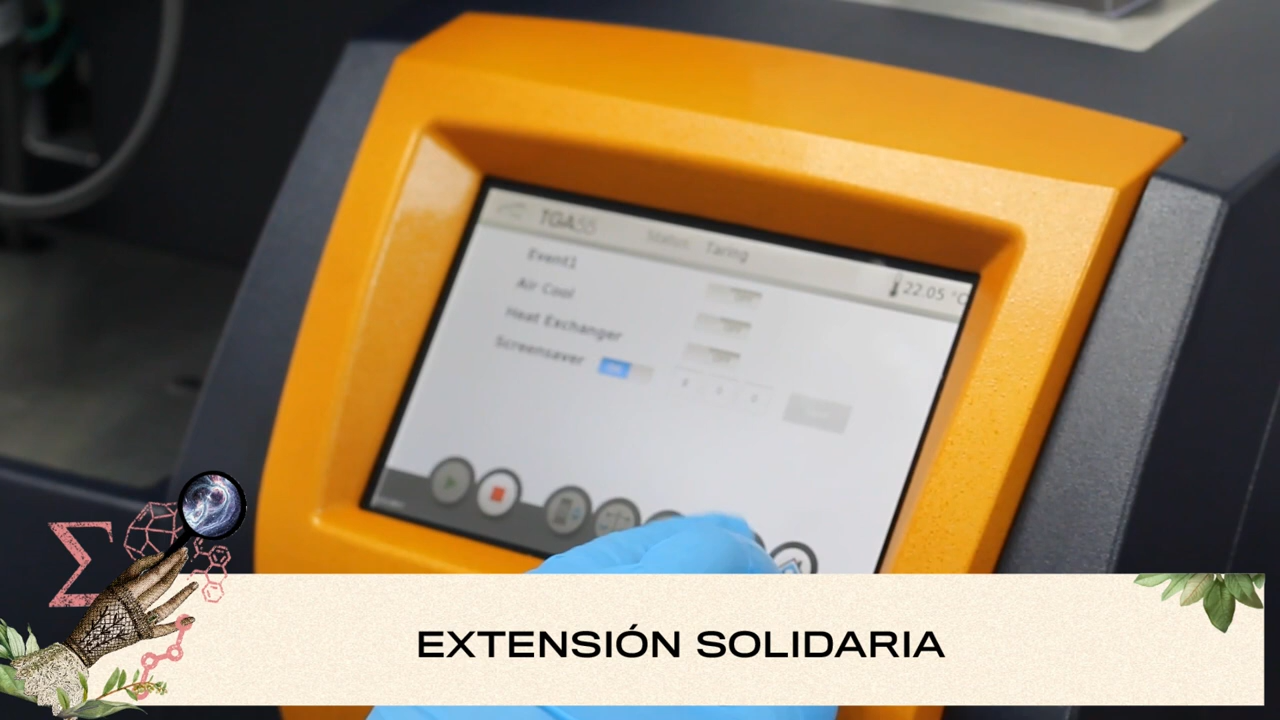 TGA55 Status Taring
22.05 °C
Event1
Air Cool
Heat Exchanger
Screensaver
Σ
EXTENSIÓN SOLIDARIA